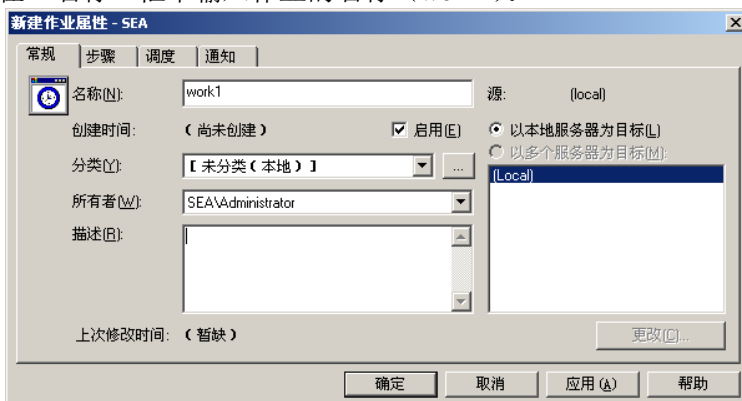 新建作业属性 - SEA
常规 步骤 调度 通知
名称(N): work1 源: (local)
创建时间: ( 尚未创建 ) 启用(E) 以本地服务器为目标(L)
以多个服务器为目标(M):
分类(Y): [ 未分类 ( 本地 ) ] ... (Local)
所有者(W): SEA\Administrator
描述(R):
上次修改时间: ( 暂缺 ) 更改(C)...
确定 取消 应用(A) 帮助